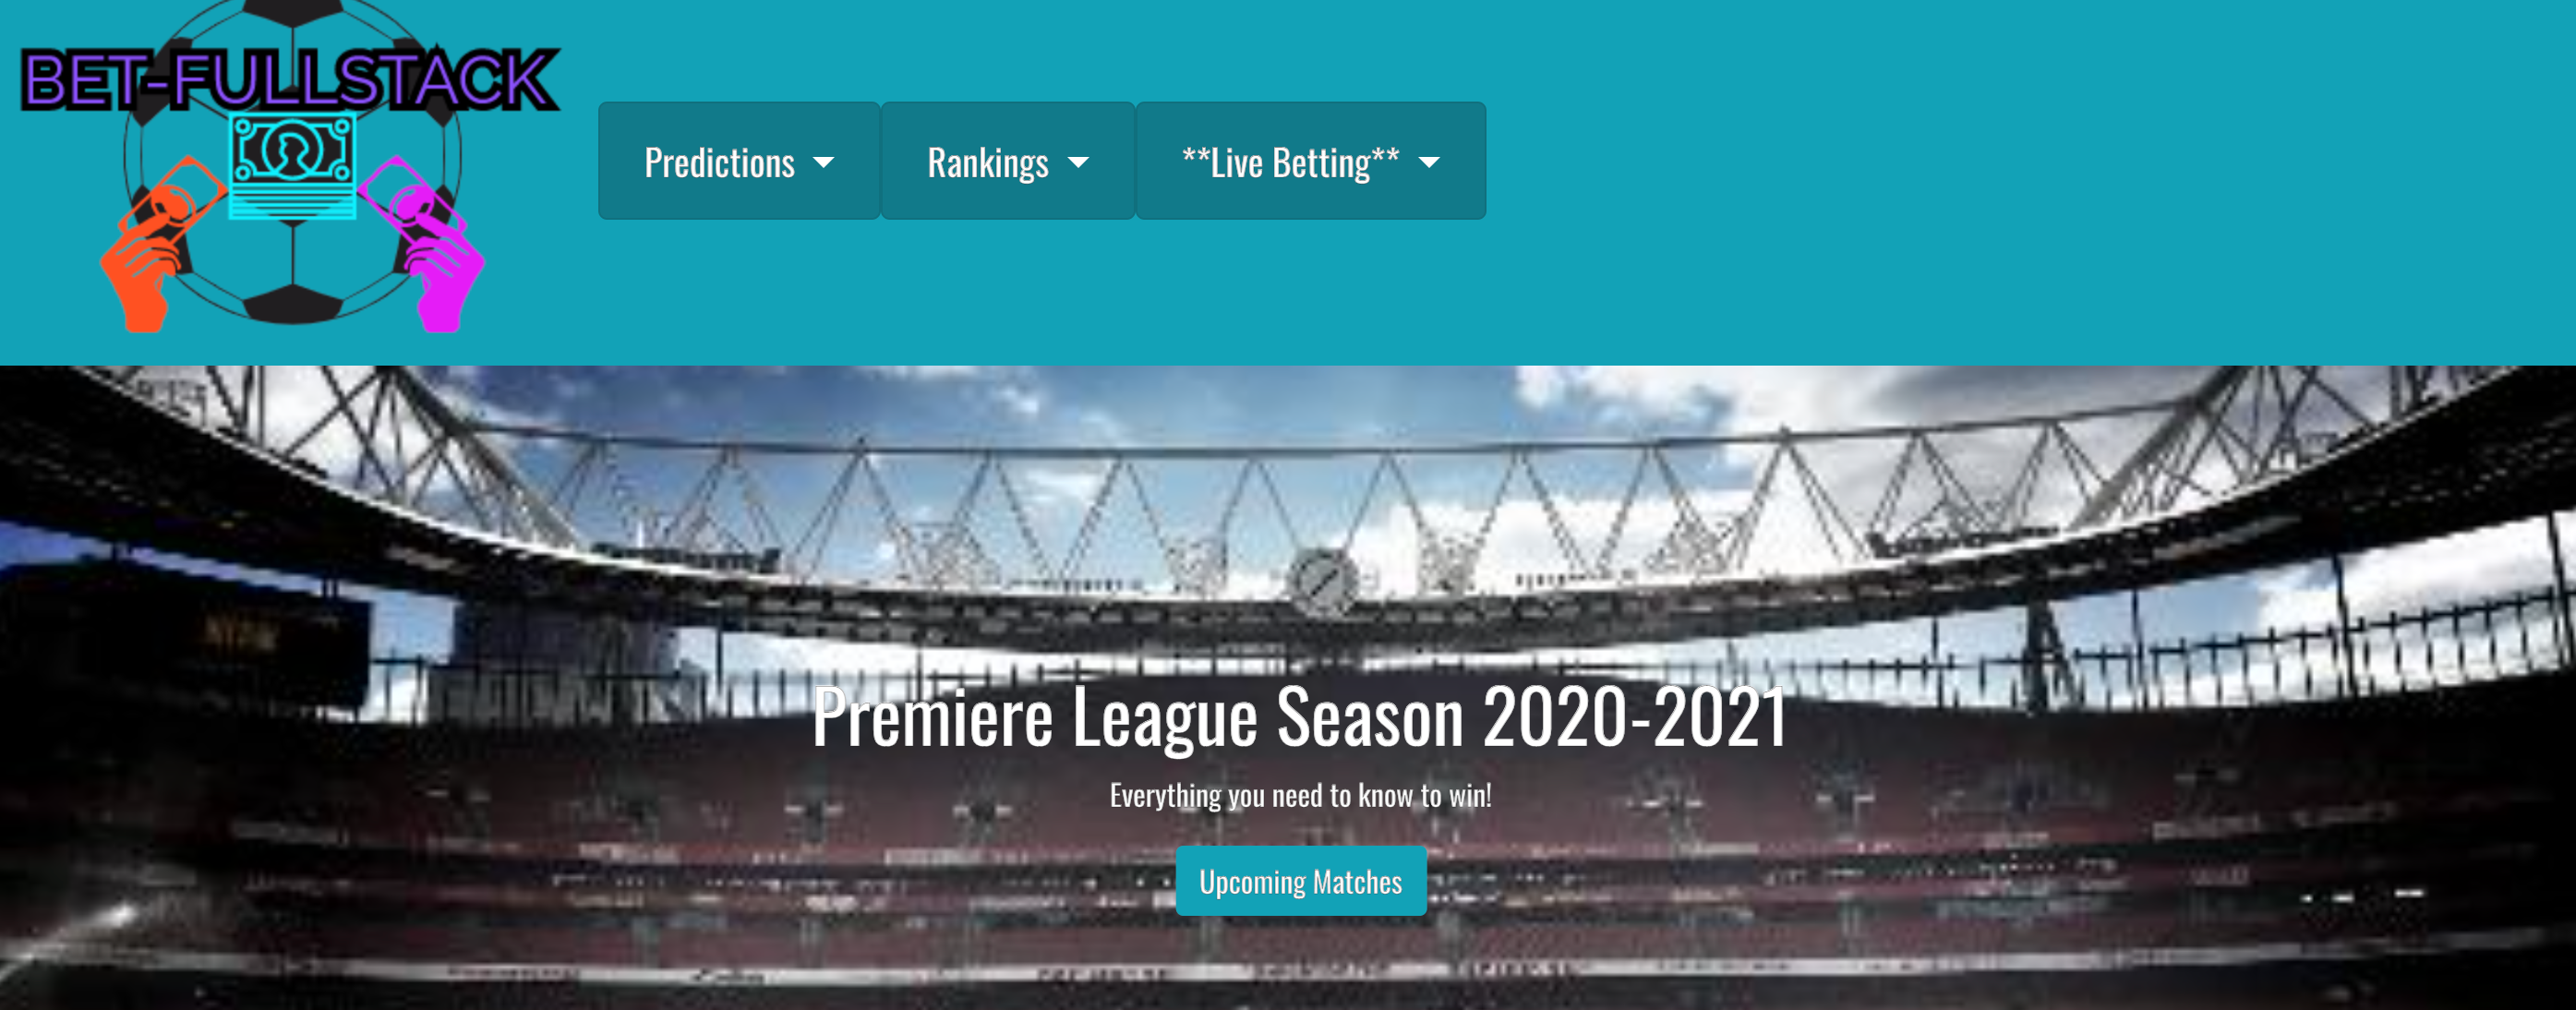 BET-FULLSTACK
Predictions
Rankings
**Live Betting**
Premiere League Season 2020-2021
Everything you need to know to win!
Upcoming Matches